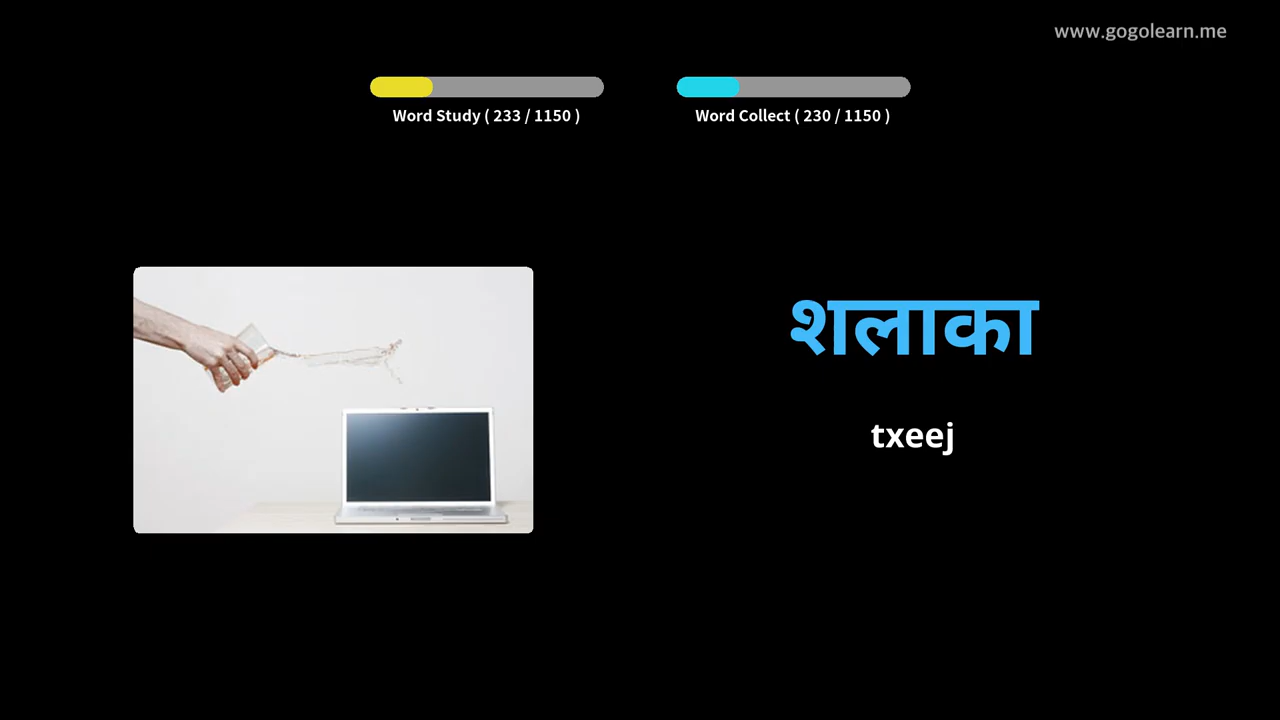 www.gogolearn.me
Word Study ( 233 / 1150 )
Word Collect ( 230 / 1150 )
शलाका
txeej